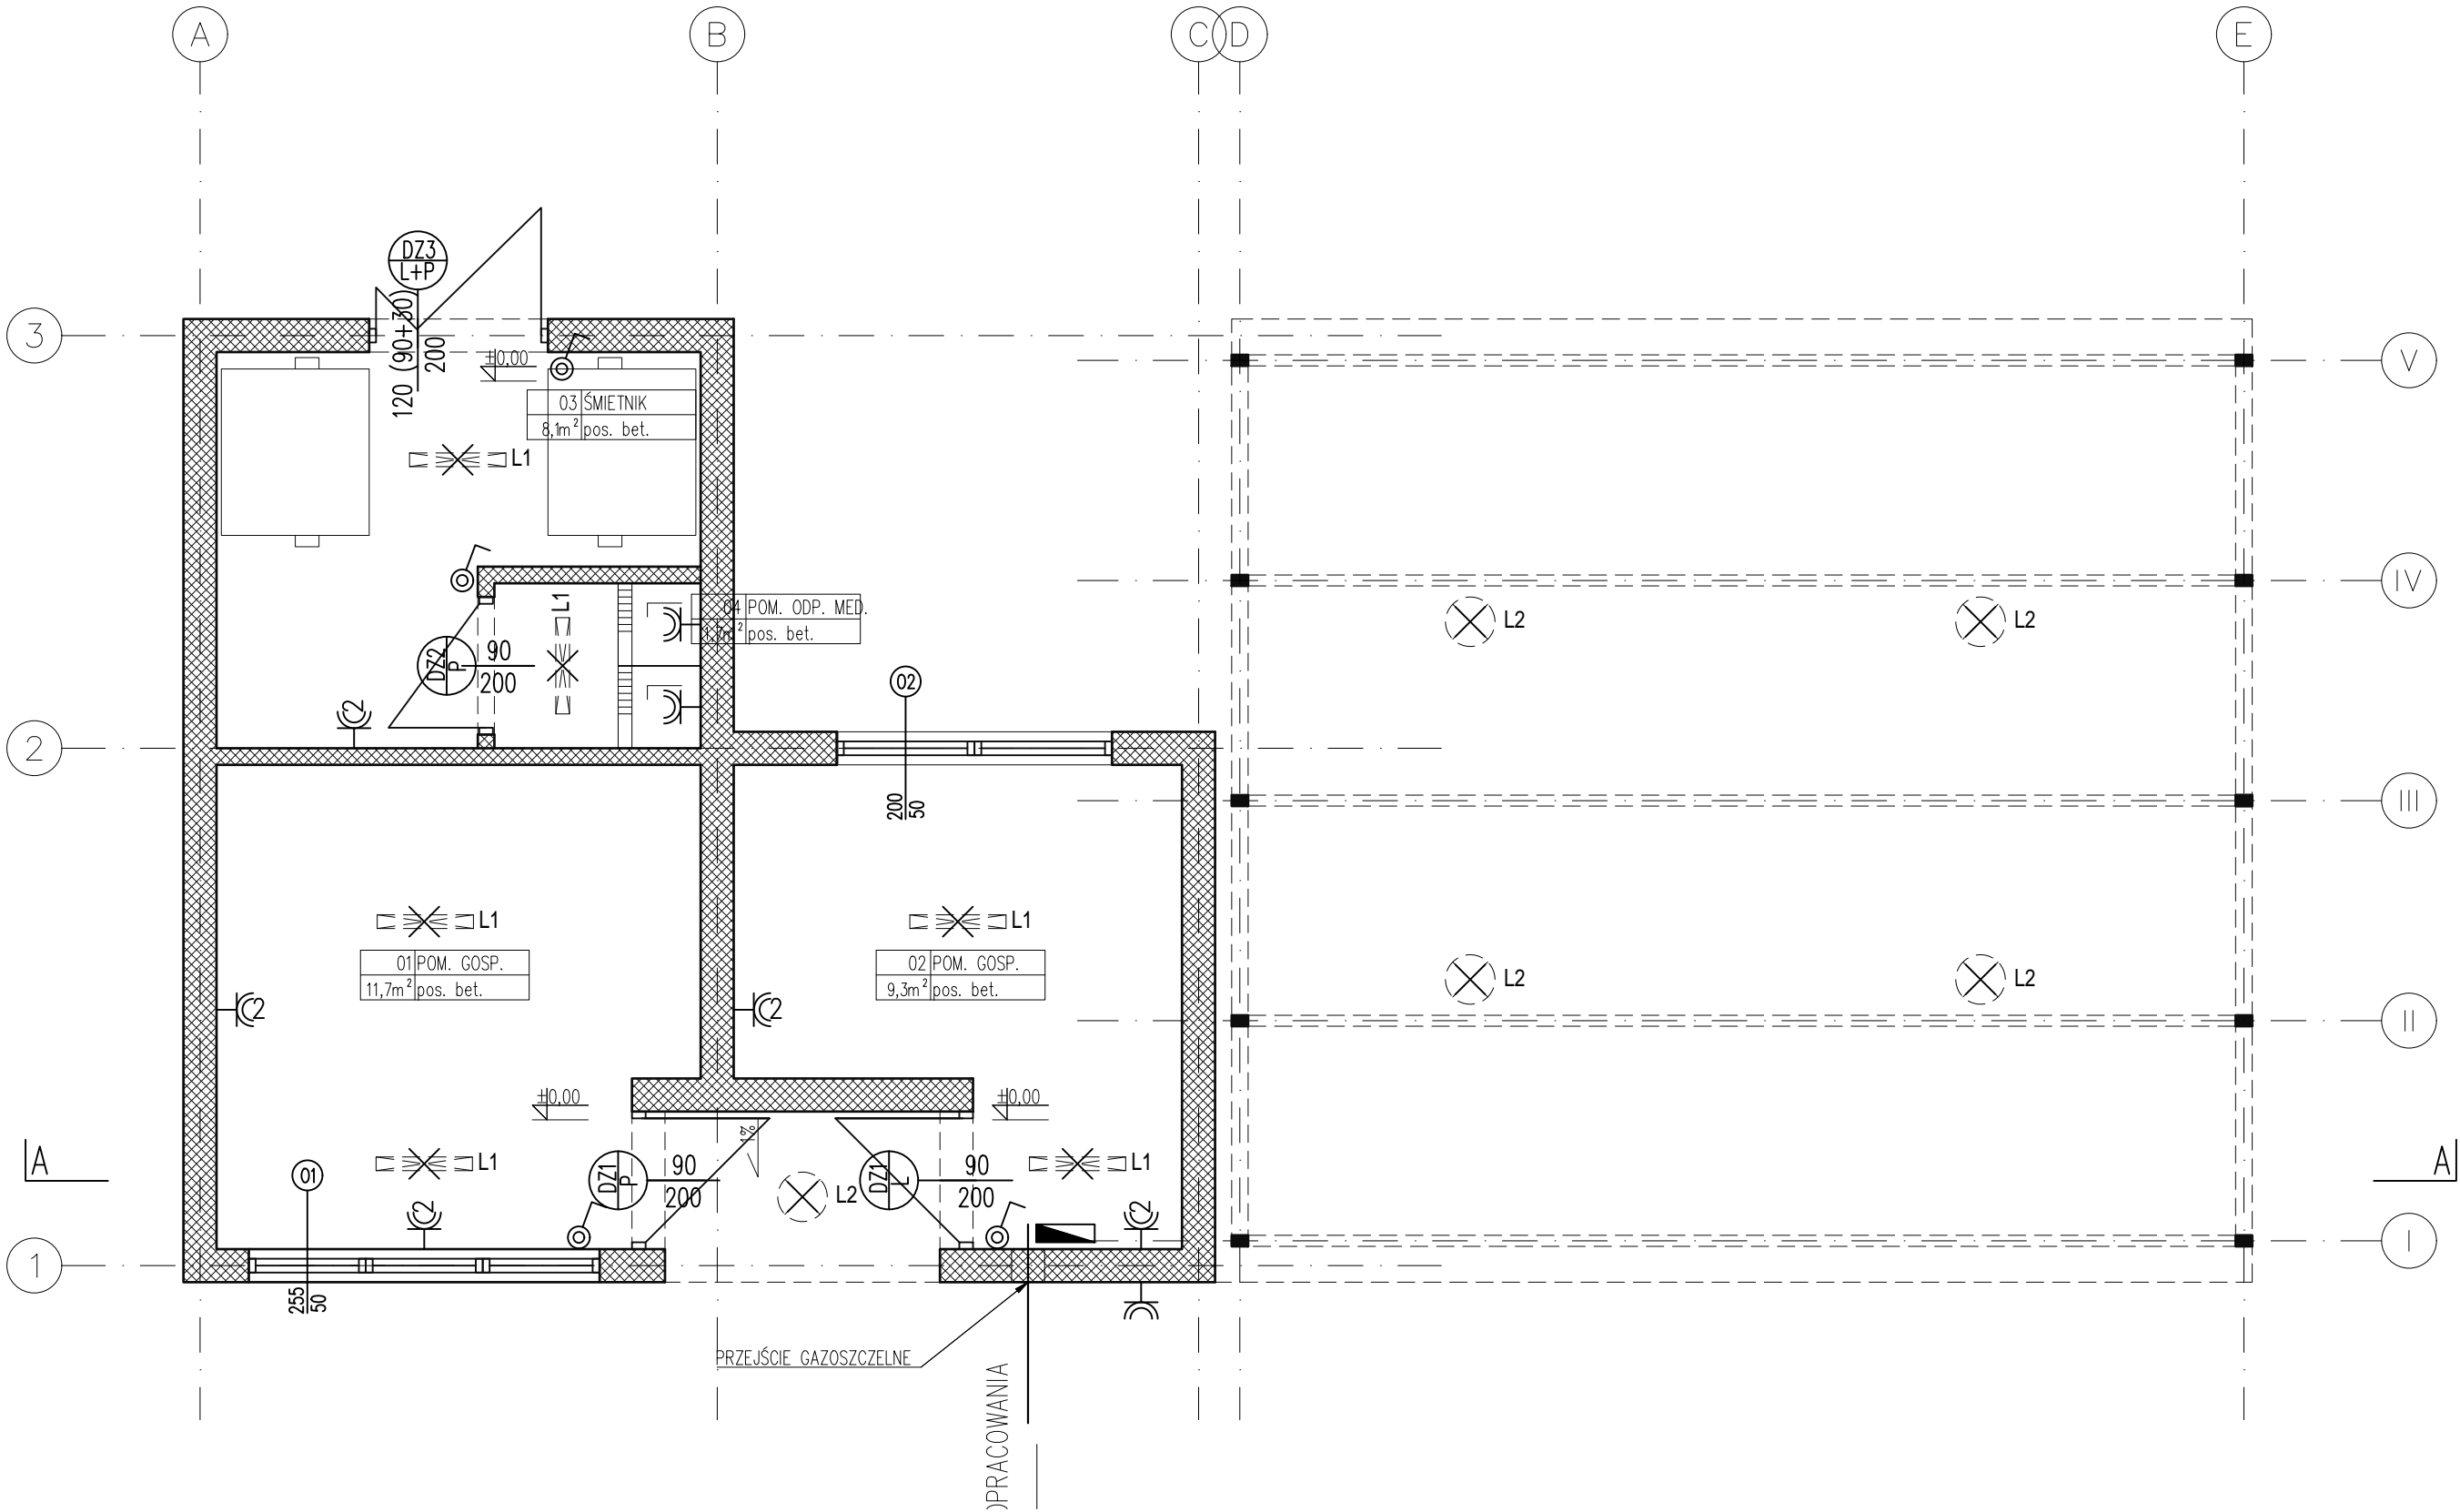 A
B
C
D
E
DZ3
L+P
120 (90+30)
200
3
±0,00
V
03 ŚMIETNIK
8,1m² pos. bet.
L1
IV
L1
04 POM. ODP. MED.
1,7m² pos. bet.
L2
L2
DZ2
P
90
200
02
2
2
200
50
III
L1
L1
01 POM. GOSP.
11,7m² pos. bet.
02 POM. GOSP.
9,3m² pos. bet.
L2
L2
2
2
II
±0,00
±0,00
1%
A
L1
01
DZ1
P
90
200
L2
DZ1
L
90
200
L1
A
2
2
1
I
255
50
PRZEJŚCIE GAZOSZCZELNE
OPRACOWANIA